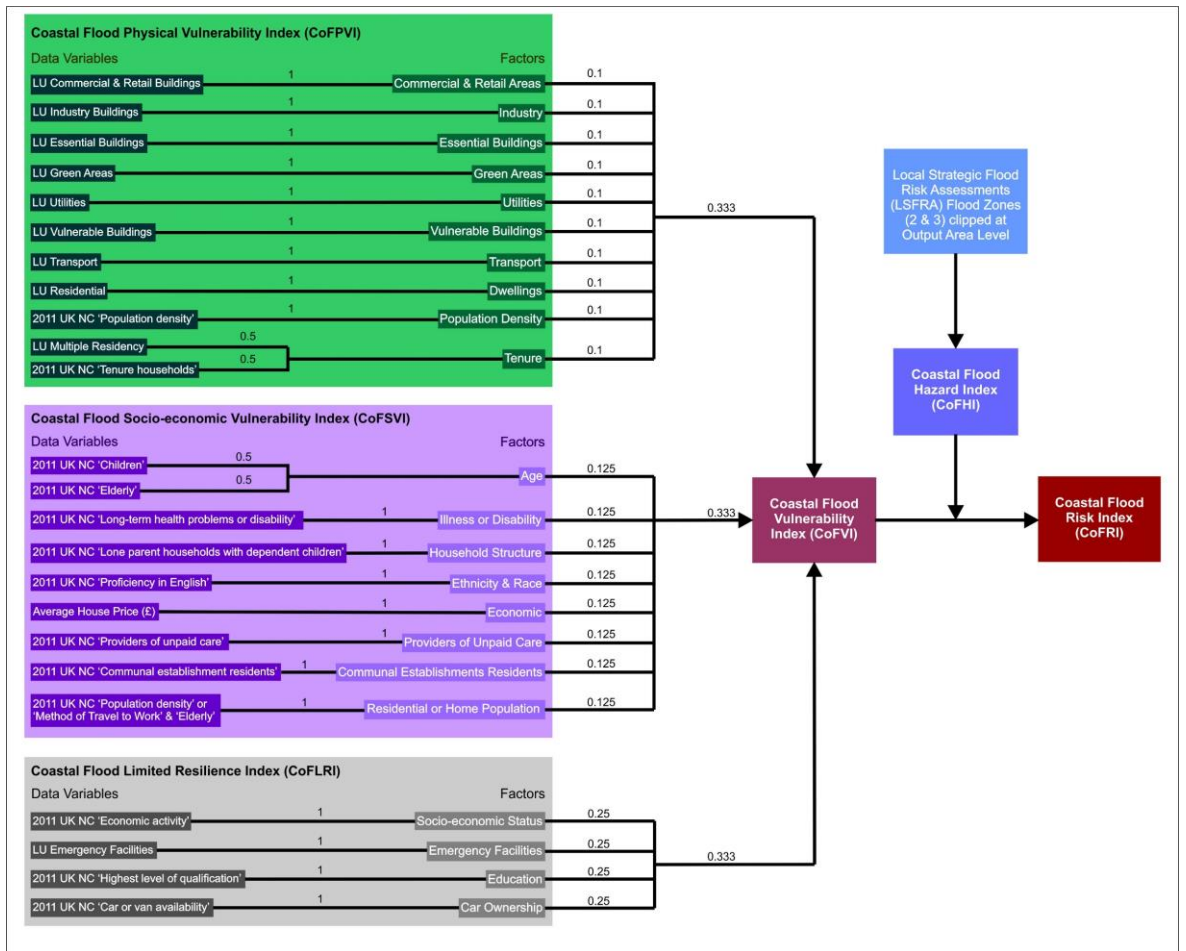 Coastal Flood Physical Vulnerability Index (CoFPVI)
Data Variables
Factors
LU Commercial & Retail Buildings
1
Commercial & Retail Areas
0.1
LU Industry Buildings
1
Industry
0.1
LU Essential Buildings
1
Essential Buildings
0.1
LU Green Areas
1
Green Areas
0.1
LU Utilities
1
Utilities
0.1
LU Vulnerable Buildings
1
Vulnerable Buildings
0.1
LU Transport
1
Transport
0.1
LU Residential
1
Dwellings
0.1
2011 UK NC ‘Population density’
1
Population Density
0.1
LU Multiple Residency
0.5
2011 UK NC ‘Tenure households’
0.5
Tenure
0.1
0.333
Coastal Flood Socio-economic Vulnerability Index (CoFSVI)
Data Variables
Factors
2011 UK NC ‘Children’
0.5
2011 UK NC ‘Elderly’
0.5
Age
0.125
2011 UK NC ‘Long-term health problems or disability’
1
Illness or Disability
0.125
2011 UK NC ‘Lone parent households with dependent children’
1
Household Structure
0.125
2011 UK NC ‘Proficiency in English’
1
Ethnicity & Race
0.125
Average House Price (£)
1
Economic
0.125
2011 UK NC ‘Providers of unpaid care’
1
Providers of Unpaid Care
0.125
2011 UK NC ‘Communal establishment residents’
1
Communal Establishments Residents
0.125
2011 UK NC ‘Population density’ or
‘Method of Travel to Work’ & ‘Elderly’
1
Residential or Home Population
0.125
0.333
Coastal Flood Limited Resilience Index (CoFLRI)
Data Variables
Factors
2011 UK NC ‘Economic activity’
1
Socio-economic Status
0.25
LU Emergency Facilities
1
Emergency Facilities
0.25
2011 UK NC ‘Highest level of qualification’
1
Education
0.25
2011 UK NC ‘Car or van availability’
1
Car Ownership
0.25
0.333
Coastal Flood
Vulnerability
Index (CoFVI)
Local Strategic Flood
Risk Assessments
(LSFRA) Flood Zones
(2 & 3) clipped at
Output Area Level
Coastal Flood
Hazard Index
(CoFHI)
Coastal Flood
Risk Index
(CoFRI)